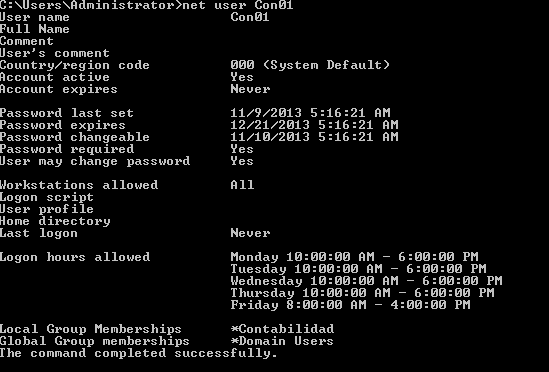 C:\Users\Administrator>net user Con01
User name                    Con01
Full Name
Comment
User's comment
Country/region code          000 (System Default)
Account active               Yes
Account expires              Never

Password last set            11/9/2013 5:16:21 AM
Password expires             12/21/2013 5:16:21 AM
Password changeable          11/10/2013 5:16:21 AM
Password required            Yes
User may change password     Yes

Workstations allowed         All
Logon script
User profile
Home directory
Last logon                   Never

Logon hours allowed          Monday 10:00:00 AM - 6:00:00 PM
                             Tuesday 10:00:00 AM - 6:00:00 PM
                             Wednesday 10:00:00 AM - 6:00:00 PM
                             Thursday 10:00:00 AM - 6:00:00 PM
                             Friday 8:00:00 AM - 4:00:00 PM

Local Group Memberships      *Contabilidad
Global Group memberships     *Domain Users
The command completed successfully.